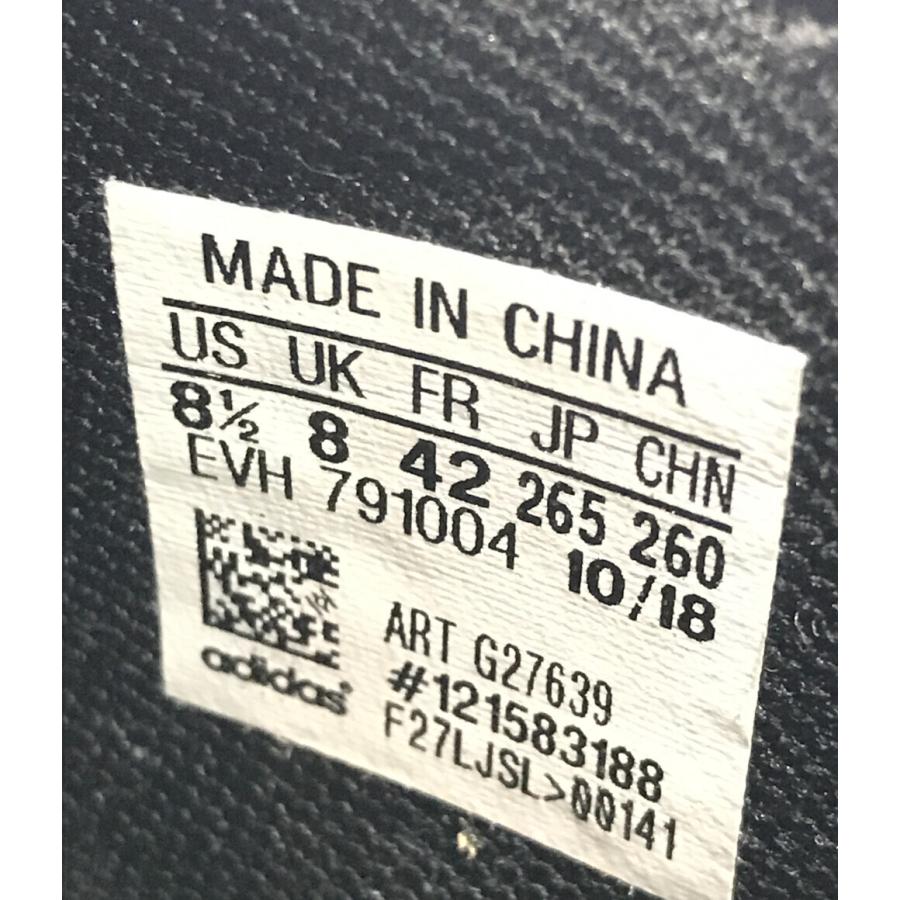 MADE IN CHINA
US UK FR JP CHN
8½ 8 42 265 260
EVH 791004 10/18
ART G27639
#121583188
F27LJSL>00141
adidas